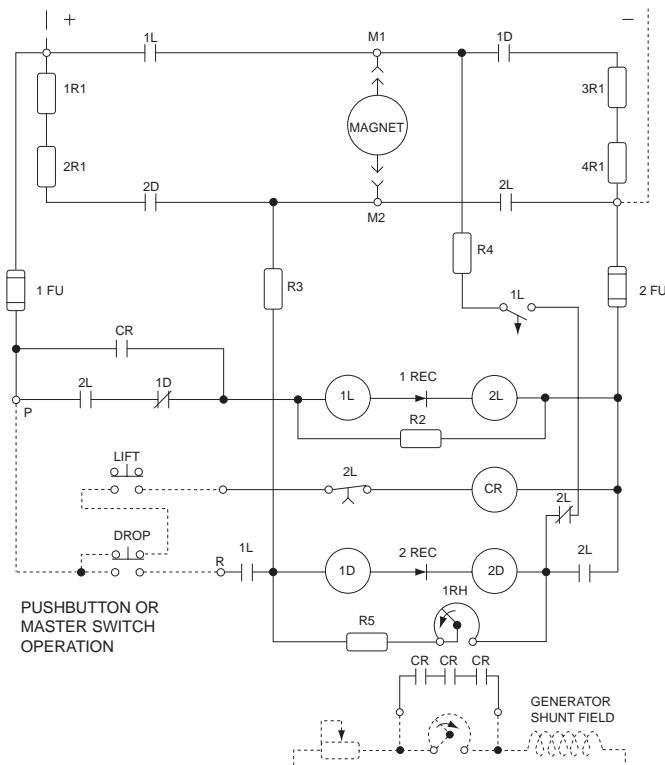 +
−
1L
M1
1D
1R1
3R1
MAGNET
2R1
4R1
2D
2L
M2
R4
R3
1 FU
2 FU
1L
CR
2L
1D
1L
1 REC
2L
P
R2
LIFT
2L
CR
2L
DROP
R
1L
1D
2 REC
2D
2L
1RH
PUSHBUTTON OR
MASTER SWITCH
OPERATION
R5
CR CR CR
GENERATOR
SHUNT FIELD